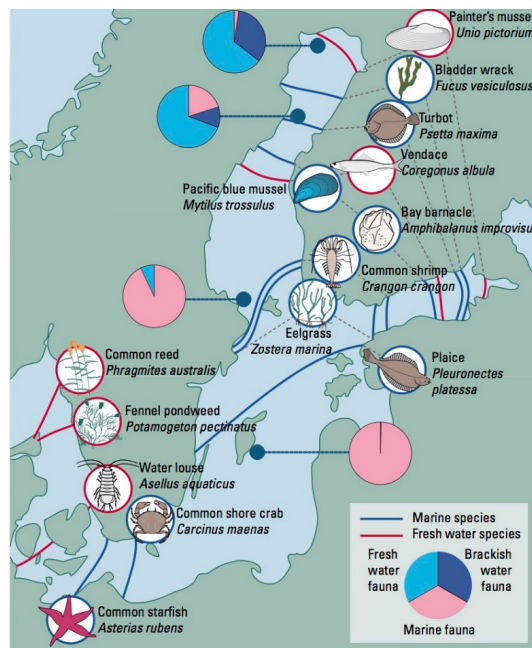 Painter's musse
Unio pictorium
Bladder wrack
Fucus vesiculosus
Turbot
Psetta maxima
Vendace
Coregonus albula
Pacific blue mussel
Mytilus trossulus
Bay barnacle
Amphibalanus improvisu
Common shrimp
Crangon crangon
Eelgrass
Zostera marina
Common reed
Phragmites australis
Plaice
Pleuronectes
platessa
Fennel pondweed
Potamogeton pectinatus
Water louse
Asellus aquaticus
Common shore crab
Carcinus maenas
Common starfish
Asterias rubens
Marine species
Fresh water species
Fresh
water
fauna
Brackish
water
fauna
Marine fauna